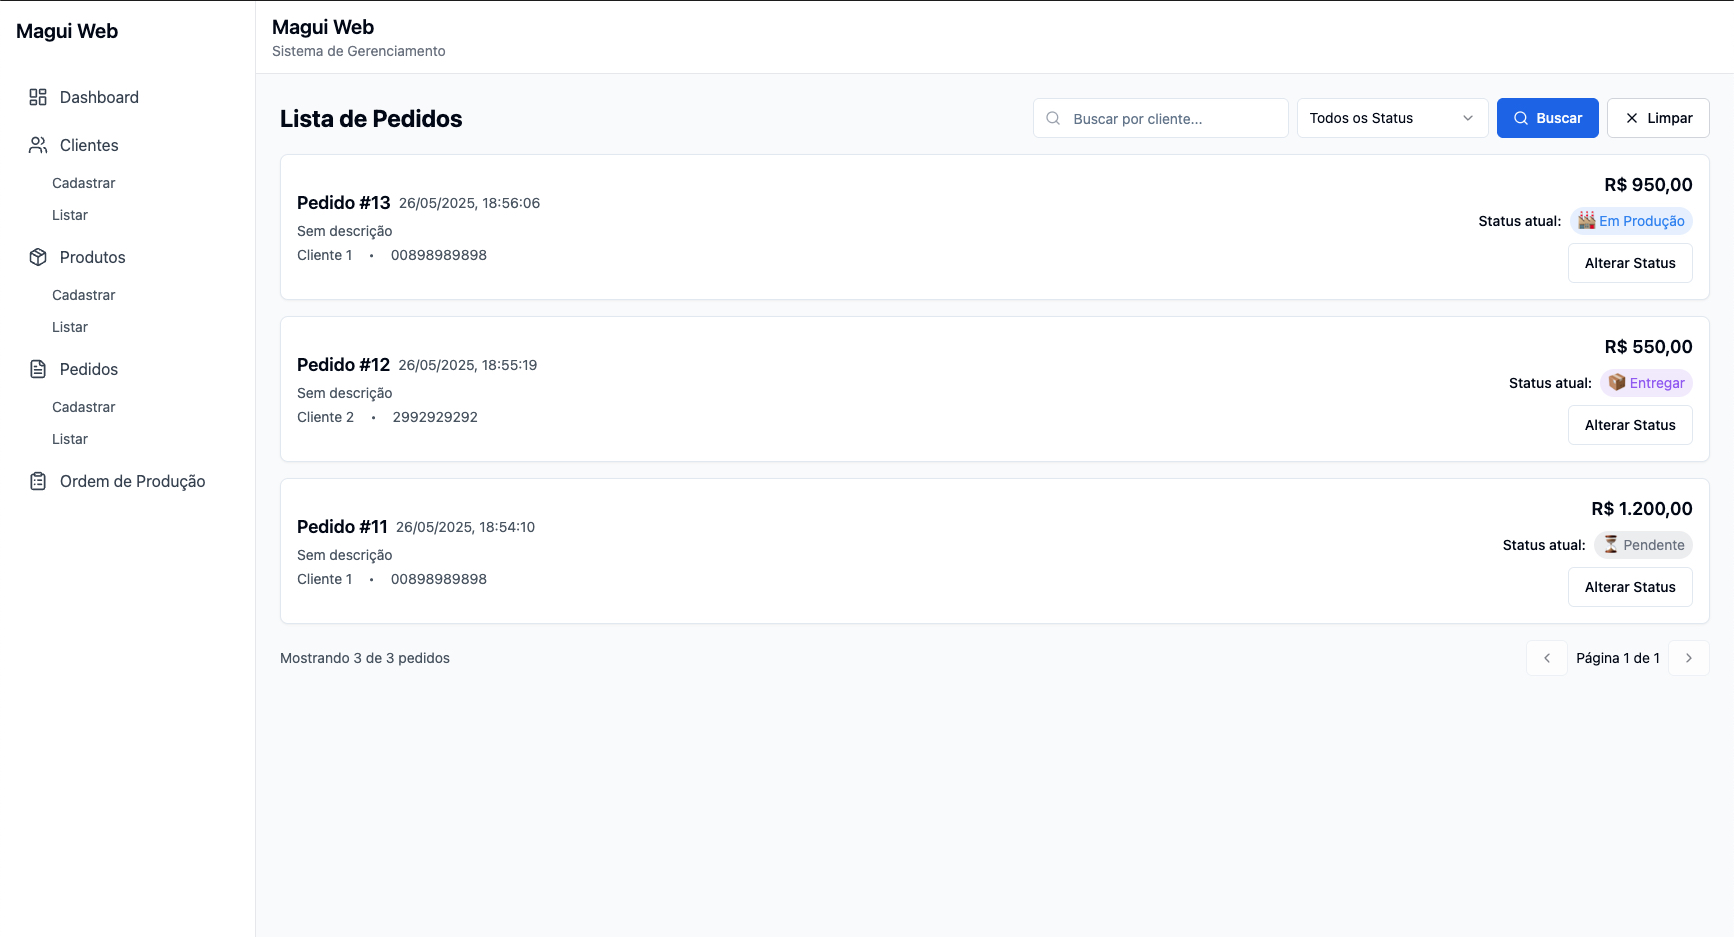 Magui Web
Dashboard
Clientes
Cadastrar
Listar
Produtos
Cadastrar
Listar
Pedidos
Cadastrar
Listar
Ordem de Produção
Magui Web
Sistema de Gerenciamento
Lista de Pedidos
Buscar por cliente...
Todos os Status
Buscar
Limpar
Pedido #13 26/05/2025, 18:56:06
Sem descrição
Cliente 1 • 00898989898
R$ 950,00
Status atual: Em Produção
Alterar Status
Pedido #12 26/05/2025, 18:55:19
Sem descrição
Cliente 2 • 2992929292
R$ 550,00
Status atual: Entregar
Alterar Status
Pedido #11 26/05/2025, 18:54:10
Sem descrição
Cliente 1 • 00898989898
R$ 1.200,00
Status atual: Pendente
Alterar Status
Mostrando 3 de 3 pedidos
Página 1 de 1